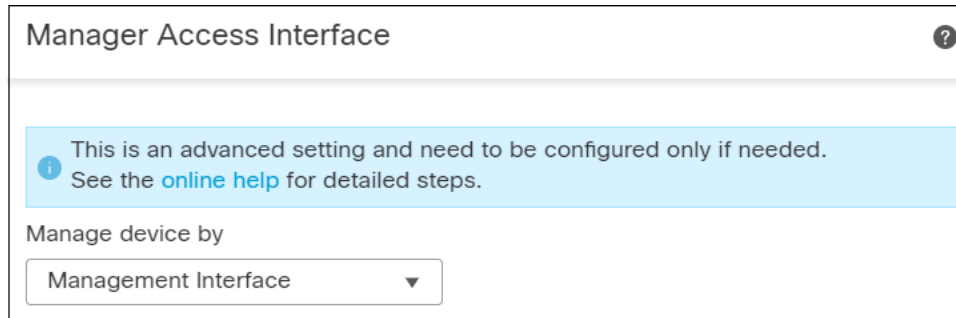 Manager Access Interface
?
i
This is an advanced setting and need to be configured only if needed.
See the online help for detailed steps.
Manage device by
Management Interface